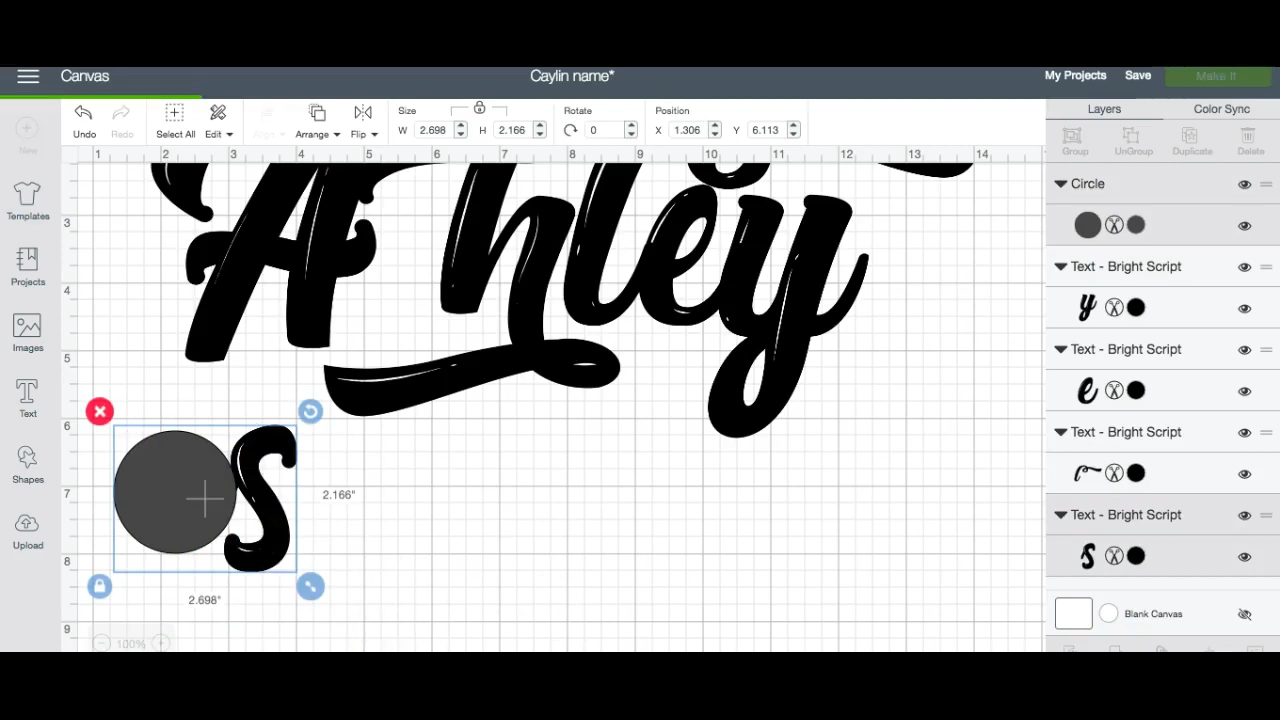 Canvas
Caylin name*
My Projects Save Make It
Undo Redo Select All Edit Align Arrange Flip
Size W 2.698 H 2.166
Rotate 0
Position X 1.306 Y 6.113
Layers Color Sync
Group UnGroup Duplicate Delete
New
Templates
Projects
Images
Text
Shapes
Upload
1 2 3 4 5 6 7 8 9 10 11 12 13 14
3
4
5
6
7
8
9
A hley
s
2.166"
2.698"
100%
Circle
Text - Bright Script
y
Text - Bright Script
e
Text - Bright Script
Text - Bright Script
s
Blank Canvas